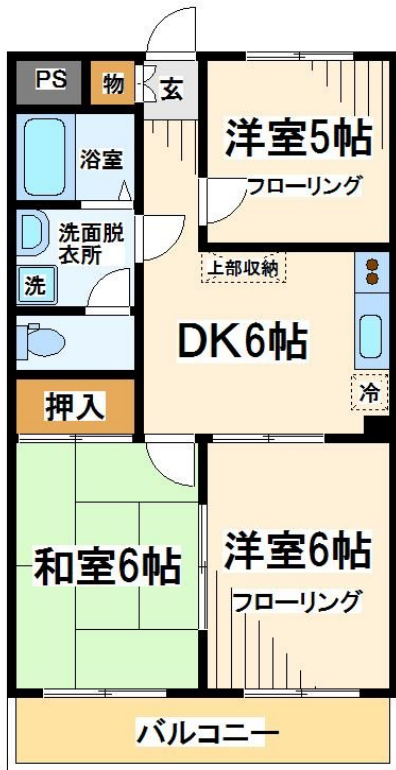 PS
物
玄
洋室5帖
フローリング
浴室
洗面脱
衣所
洗
上部収納
DK6帖
冷
押入
和室6帖
洋室6帖
フローリング
バルコニー